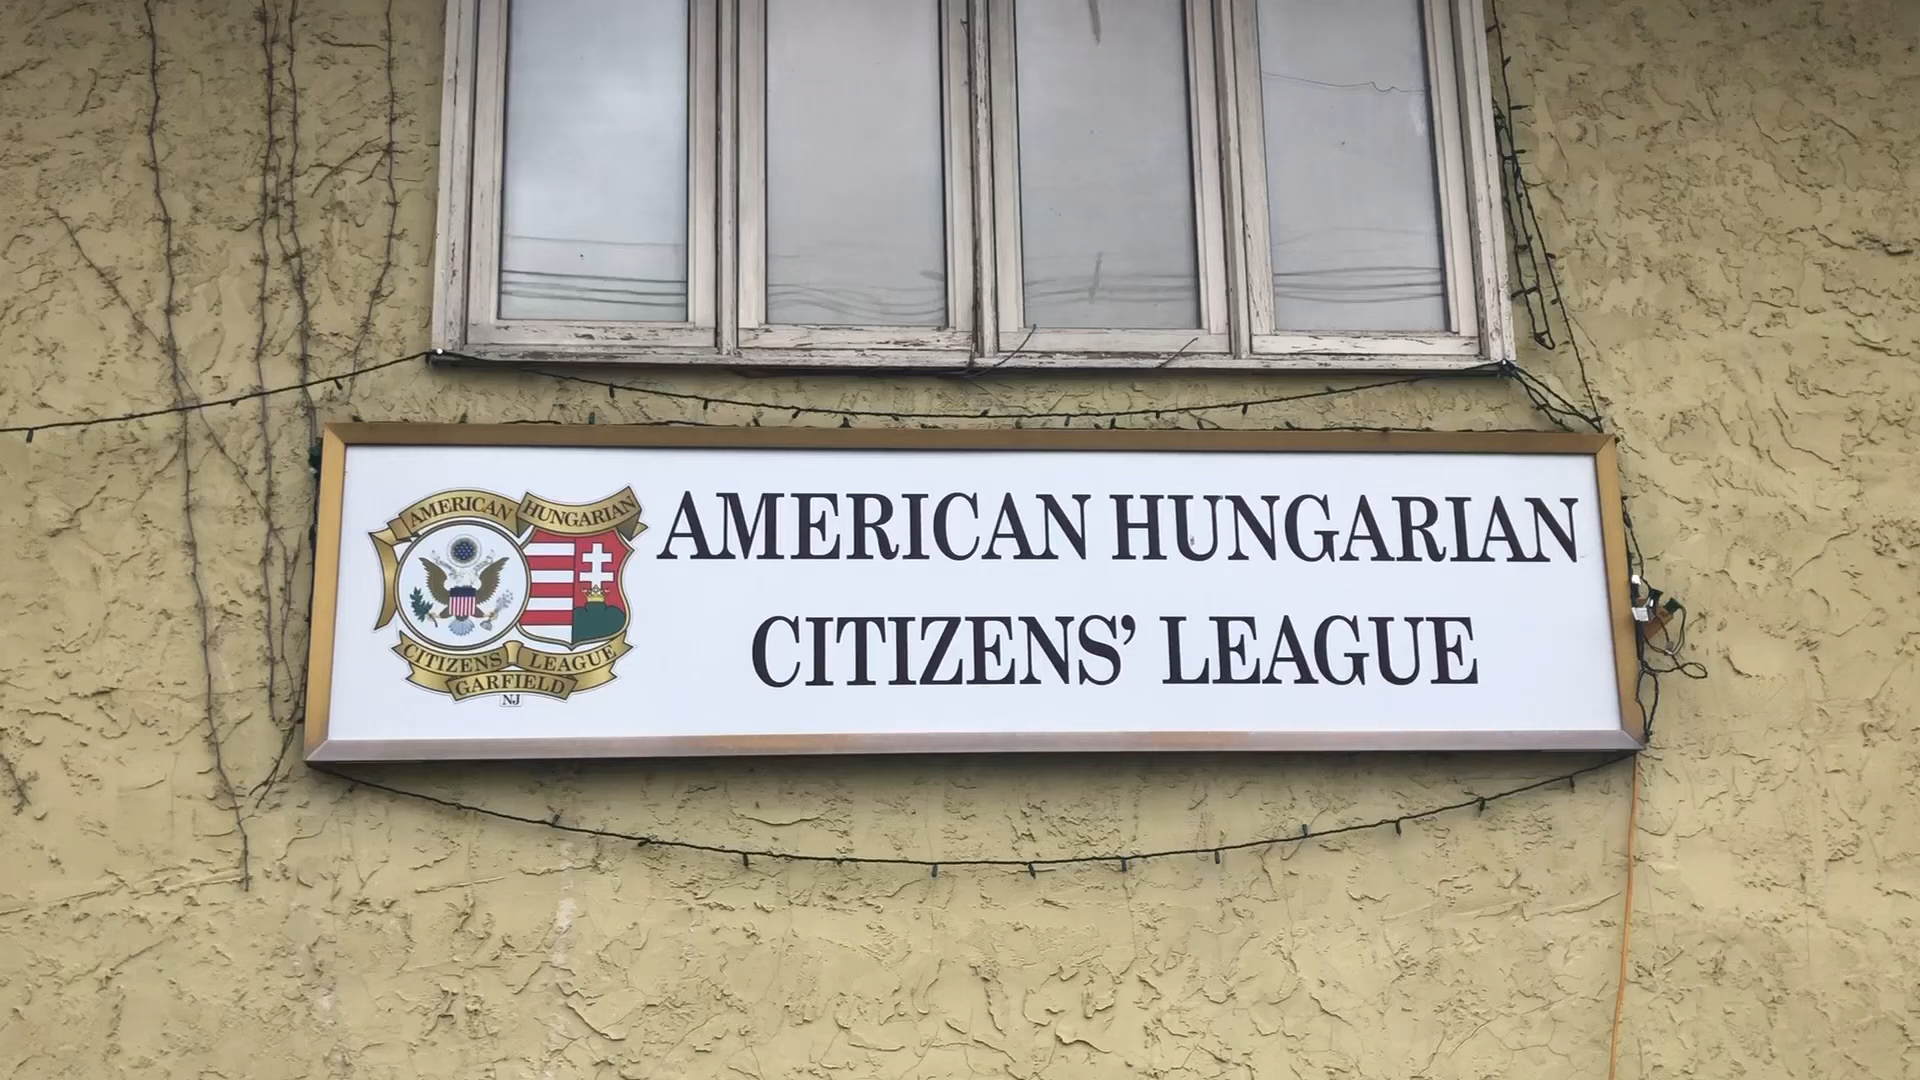 AMERICAN HUNGARIAN
CITIZENS LEAGUE
GARFIELD
NJ
AMERICAN HUNGARIAN
CITIZENS' LEAGUE